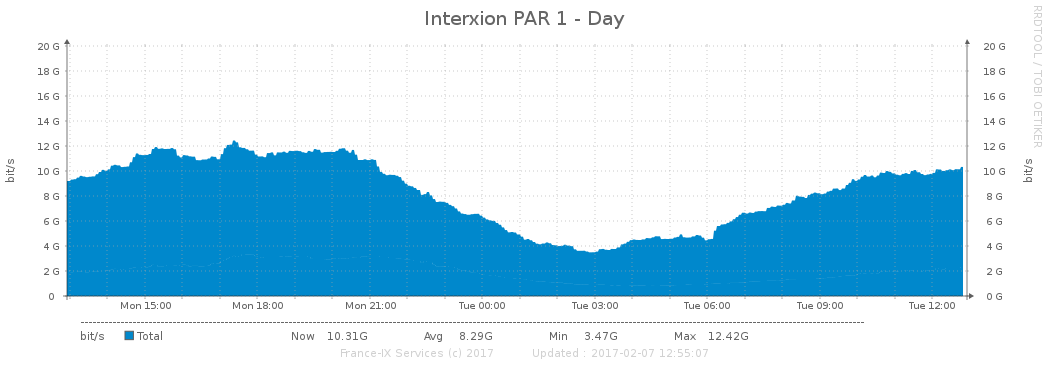 Interxion PAR 1 - Day
RRDTOOL / TOBI OETIKER
bit/s
20 G
18 G
16 G
14 G
12 G
10 G
8 G
6 G
4 G
2 G
0
20 G
18 G
16 G
14 G
12 G
10 G
8 G
6 G
4 G
2 G
0 G
bit/s
Mon 15:00 Mon 18:00 Mon 21:00 Tue 00:00 Tue 03:00 Tue 06:00 Tue 09:00 Tue 12:00
bit/s Total Now 10.31G Avg 8.29G Min 3.47G Max 12.42G
France-IX Services (c) 2017 Updated : 2017-02-07 12:55:07